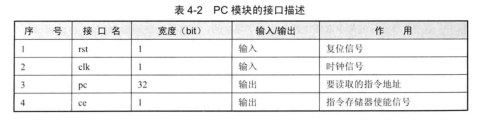 表 4-2 PC 模块的接口描述
序 号 接 口 名 宽度（bit） 输入/输出 作 用
1 rst 1 输入 复位信号
2 clk 1 输入 时钟信号
3 pc 32 输出 要读取的指令地址
4 ce 1 输出 指令存储器使能信号